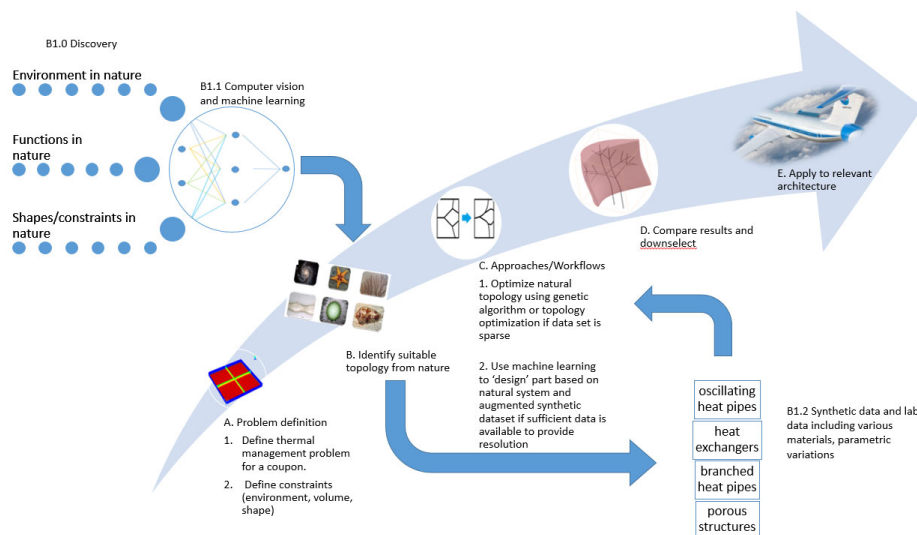 B1.0 Discovery
Environment in nature
Functions in
nature
Shapes/constraints in
nature
B1.1 Computer vision
and machine learning
A. Problem definition
1. Define thermal
management problem
for a coupon.
2. Define constraints
(environment, volume,
shape)
B. Identify suitable
topology from nature
C. Approaches/Workflows
1. Optimize natural
topology using genetic
algorithm or topology
optimization if data set is
sparse
2. Use machine learning
to ‘design’ part based on
natural system and
augmented synthetic
dataset if sufficient data is
available to provide
resolution
oscillating
heat pipes
heat
exchangers
branched
heat pipes
porous
structures
B1.2 Synthetic data and lab
data including various
materials, parametric
variations
D. Compare results and
downselect
E. Apply to relevant
architecture